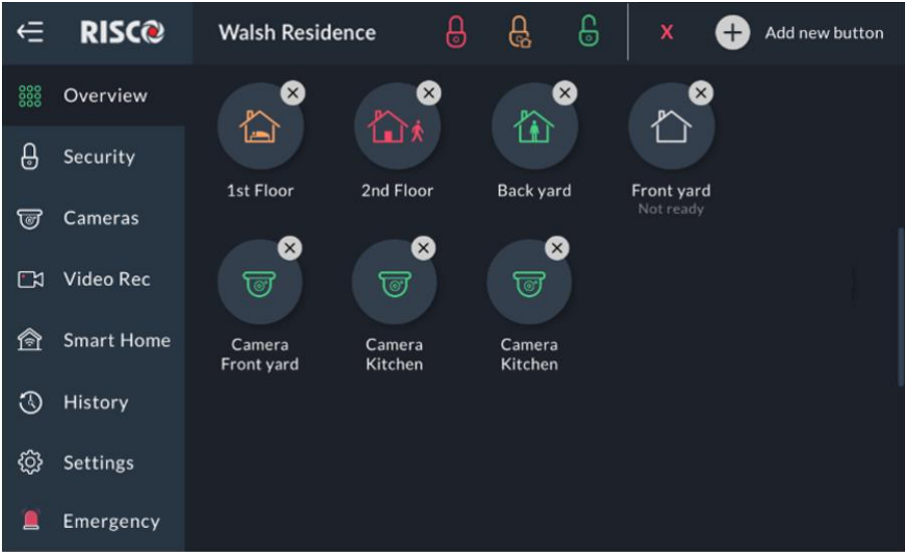 RISCO
Walsh Residence
X
Add new button
Overview
Security
Cameras
Video Rec
Smart Home
History
Settings
Emergency
1st Floor
2nd Floor
Back yard
Front yard
Not ready
Camera
Front yard
Camera
Kitchen
Camera
Kitchen